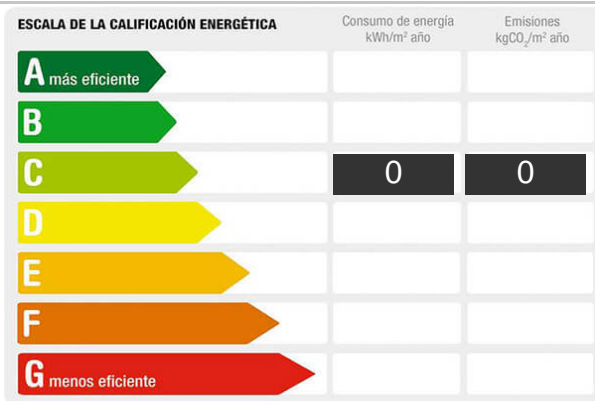 ESCALA DE LA CALIFICACIÓN ENERGÉTICA
Consumo de energía
kWh/m² año
Emisiones
kgCO₂/m² año
A más eficiente
B
C 0 0
D
E
F
G menos eficiente